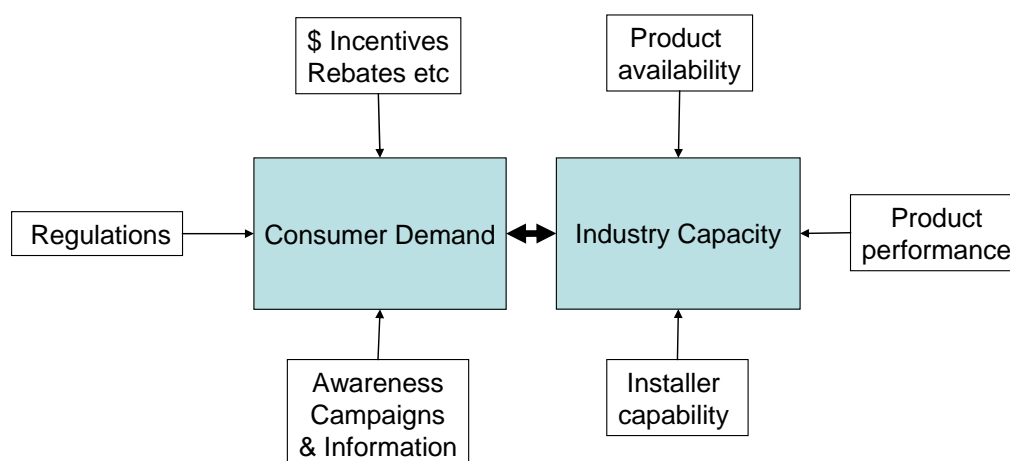 $ Incentives
Rebates etc
Product
availability
Regulations
Consumer Demand
Industry Capacity
Product
performance
Awareness
Campaigns
& Information
Installer
capability